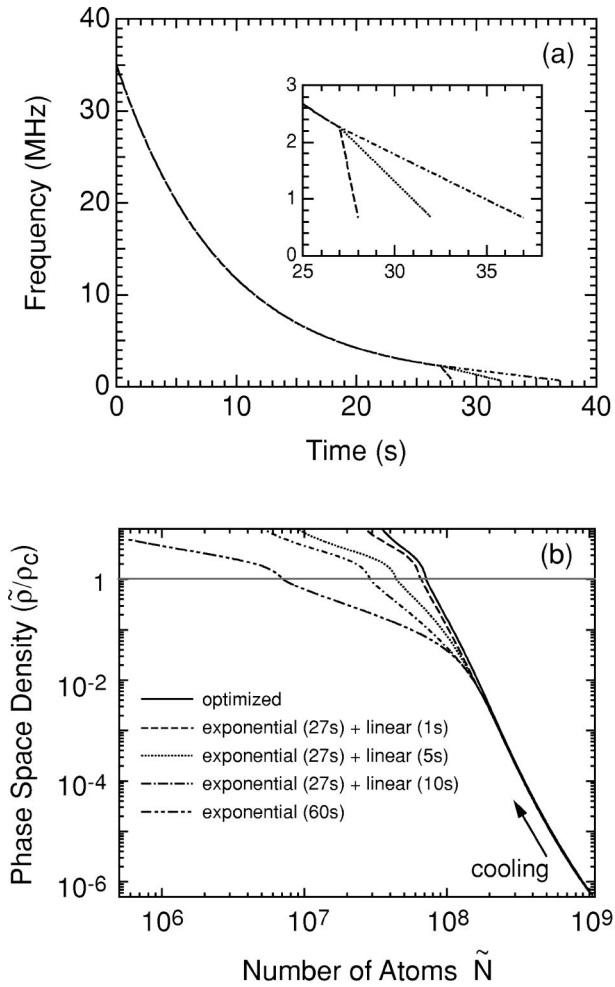 40
30
20
10
0
Frequency (MHz)
(a)
3
2
1
0
25 30 35
0 10 20 30 40
Time (s)
(b)
1
10⁻²
10⁻⁴
10⁻⁶
Phase Space Density (ρ̃/ρC)
optimized
exponential (27s) + linear (1s)
exponential (27s) + linear (5s)
exponential (27s) + linear (10s)
exponential (60s)
cooling
10⁶ 10⁷ 10⁸ 10⁹
Number of Atoms Ñ